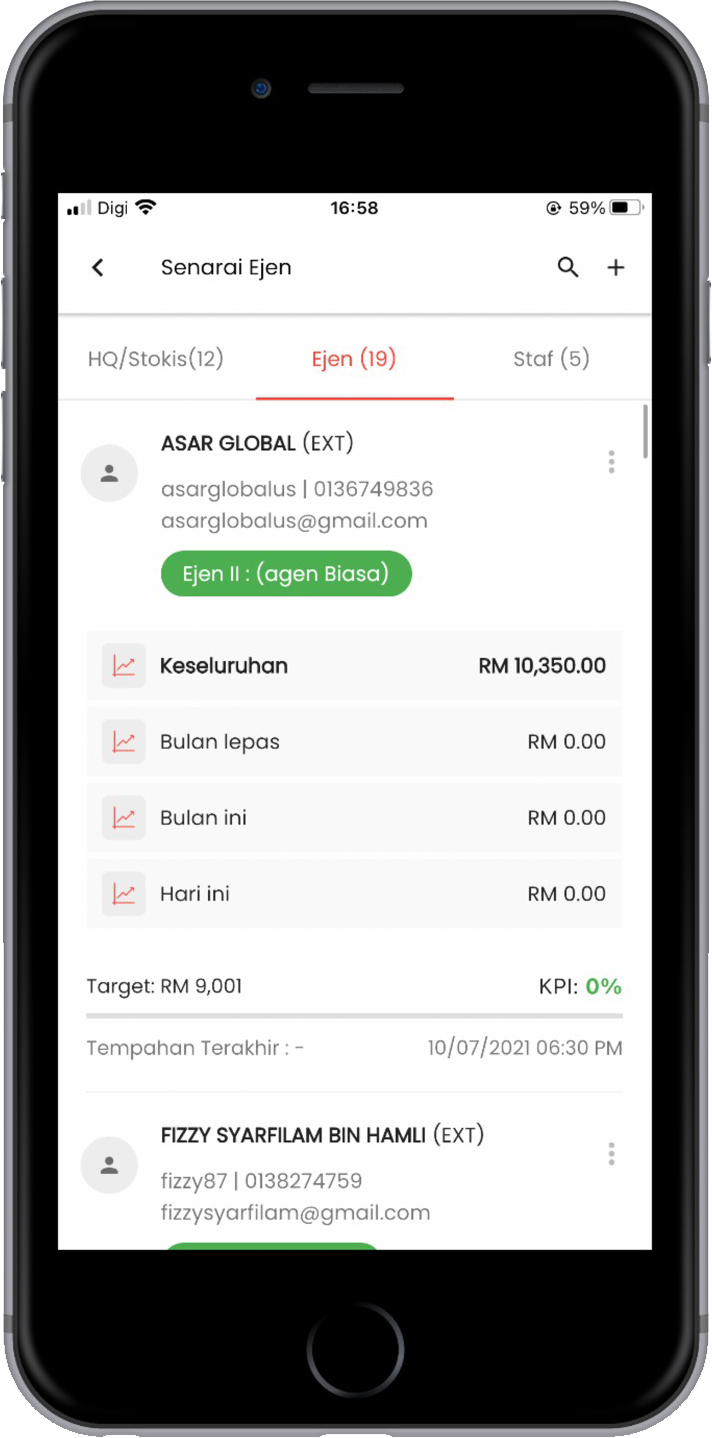 Digi 16:58 59%
Senarai Ejen
HQ/Stokis(12) Ejen (19) Staf (5)
ASAR GLOBAL (EXT)
asarglobalus | 0136749836
asarglobalus@gmail.com
Ejen II : (agen Biasa)
Keseluruhan RM 10,350.00
Bulan lepas RM 0.00
Bulan ini RM 0.00
Hari ini RM 0.00
Target: RM 9,001 KPI: 0%
Tempahan Terakhir : - 10/07/2021 06:30 PM
FIZZY SYARFILAM BIN HAMLI (EXT)
fizzy87 | 0138274759
fizzysyarfilam@gmail.com